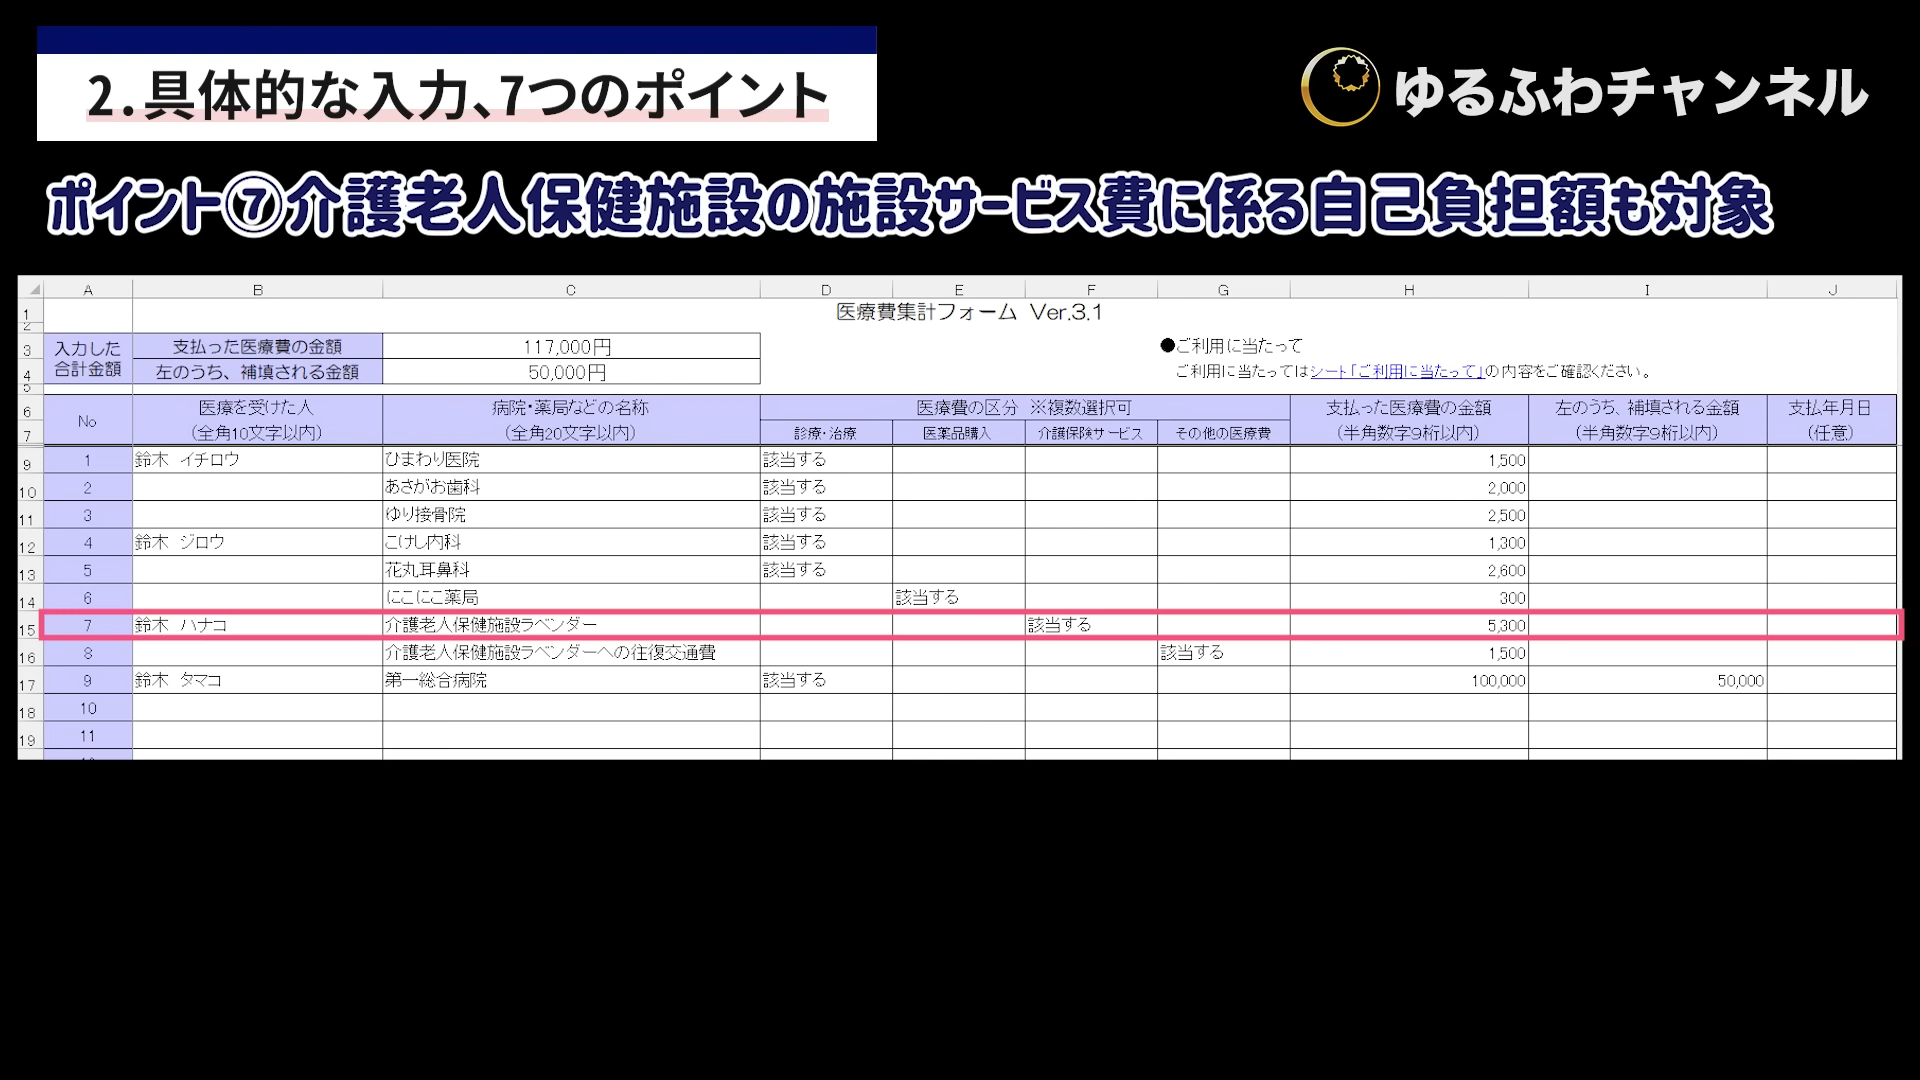 2.具体的な入力、7つのポイント
ゆるふわチャンネル
ポイント⑦介護老人保健施設の施設サービス費に係る自己負担額も対象
A B C D E F G H I J
1 医療費集計フォーム Ver.3.1
2
3 入力した合計金額 支払った医療費の金額 117,000円 ●ご利用に当たって
4 左のうち、補填される金額 50,000円 ご利用に当たってはシート「ご利用に当たって」の内容をご確認ください。
5
6 No 医療を受けた人 病院・薬局などの名称 医療費の区分 ※複数選択可 支払った医療費の金額 左のうち、補填される金額 支払年月日
7 (全角10文字以内) (全角20文字以内) 診療・治療 医薬品購入 介護保険サービス その他の医療費 (半角数字9桁以内) (半角数字9桁以内) (任意)
9 1 鈴木 イチロウ ひまわり医院 該当する 1,500
10 2 あさがお歯科 該当する 2,000
11 3 ゆり接骨院 該当する 2,500
12 4 鈴木 ジロウ こけし内科 該当する 1,300
13 5 花丸耳鼻科 該当する 2,600
14 6 にこにこ薬局 該当する 300
15 7 鈴木 ハナコ 介護老人保健施設ラベンダー 該当する 5,300
16 8 介護老人保健施設ラベンダーへの往復交通費 該当する 1,500
17 9 鈴木 タマコ 第一総合病院 該当する 100,000 50,000
18 10
19 11